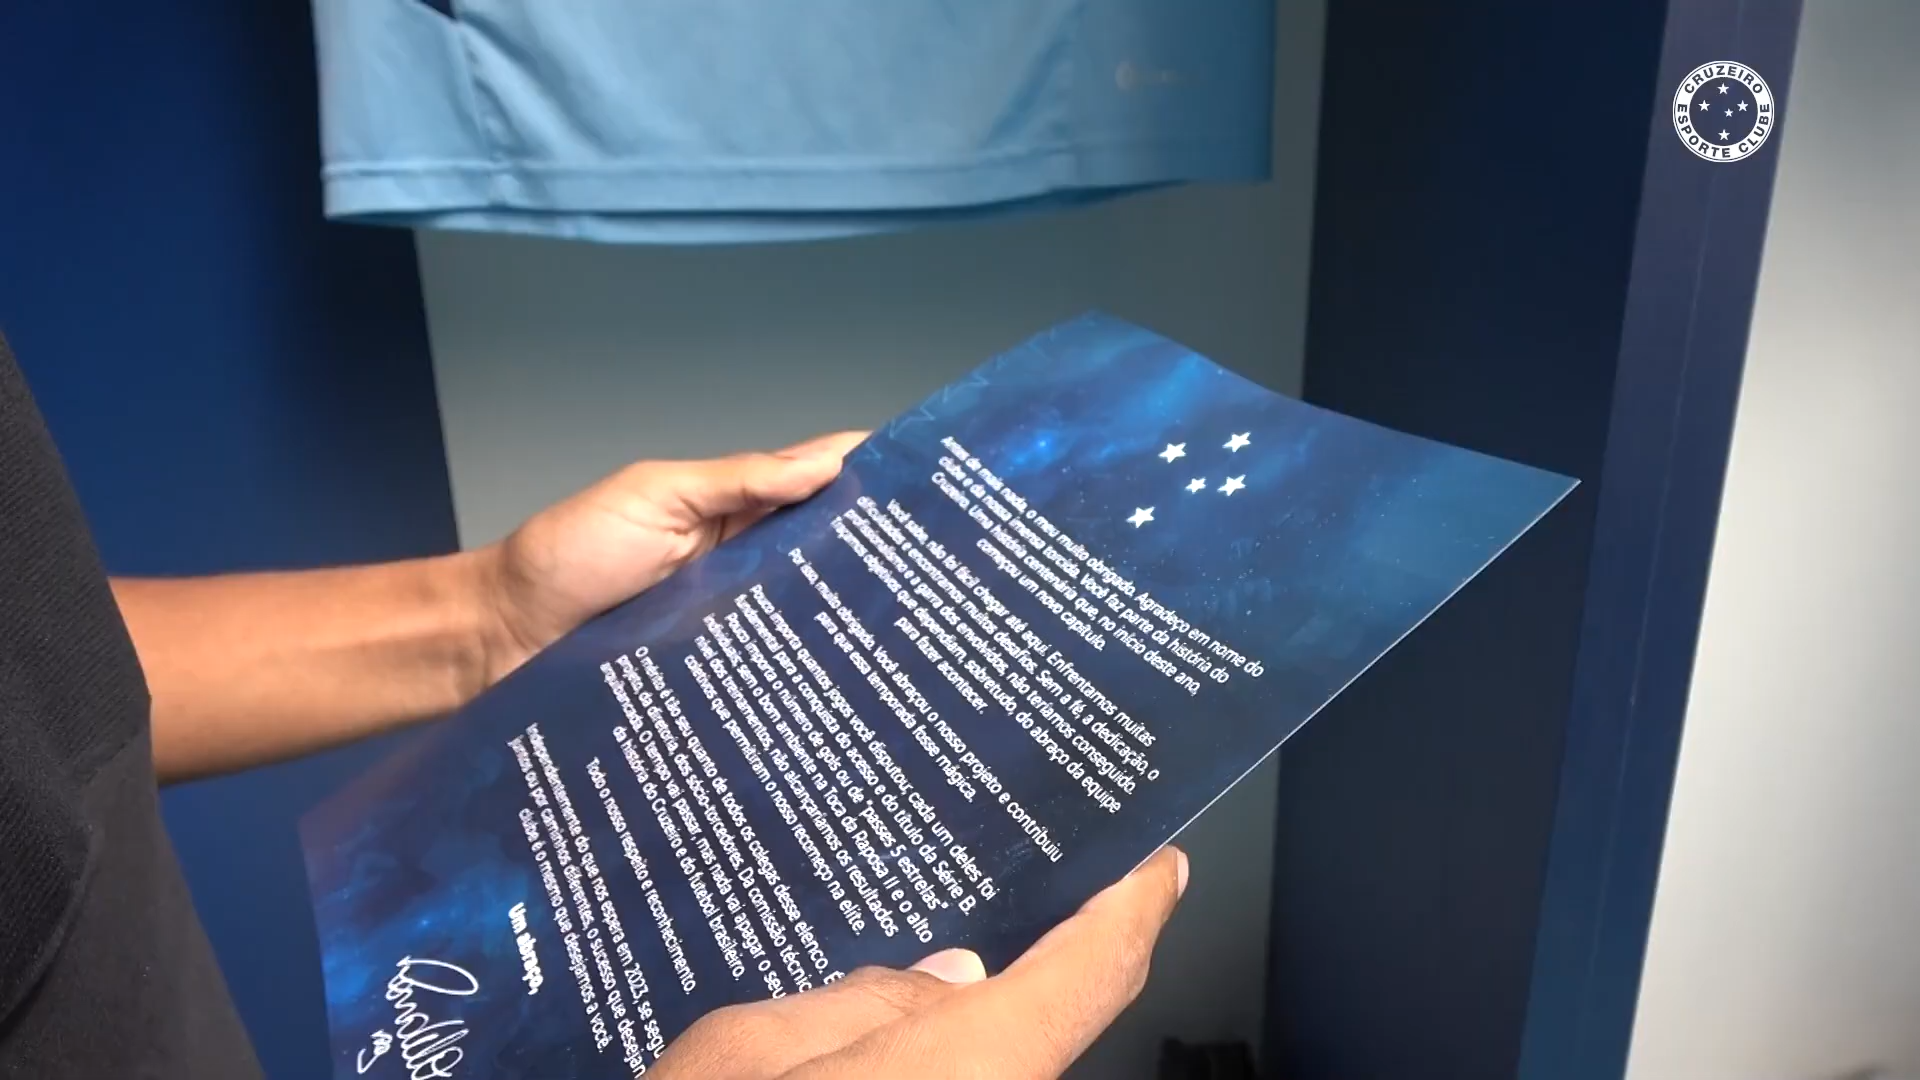 CRUZEIRO
ESPORTE CLUBE
Antes de mais nada, o meu muito obrigado. Agradeço em nome do
clube e da nossa imensa torcida. Você faz parte da história do
Cruzeiro. Uma história centenária que, no início deste ano,
começou um novo capítulo.
Você sabe, não foi fácil chegar até aqui. Enfrentamos muitas
dificuldades e encontramos muitos desafios. Sem a fé, a dedicação, o
profissionalismo e a garra dos envolvidos, não teríamos conseguido.
Traçamos objetivos que dependiam, sobretudo, do abraço da equipe
para fazer acontecer.
Por isso, muito obrigado. Você abraçou o nosso projeto e contribuiu
para que essa temporada fosse mágica.
Pouco importa quantos jogos você disputou; cada um deles foi
fundamental para a conquista do acesso e do título da Série B.
Pouco importa o número de gols ou de "passes 5 estrelas"
individuais; sem o bom ambiente na Toca da Raposa II e o alto
nível dos treinamentos, não alcançaríamos os resultados
coletivos que permitiram o nosso recomeço na elite.
O mérito é tão seu quanto de todos os colegas desse elenco. É
projeto, da diretoria, dos sócio-torcedores. Da comissão
arquibancada. O tempo vai passar, mas nada vai apagar o seu
da história do Cruzeiro e do futebol brasileiro.
Todo o nosso respeito e reconhecimento.
Independentemente do que nos espera em 2023, se
juntos ou por caminhos diferentes, o sucesso que
clube é o mesmo que desejamos a você.
Um abraço,